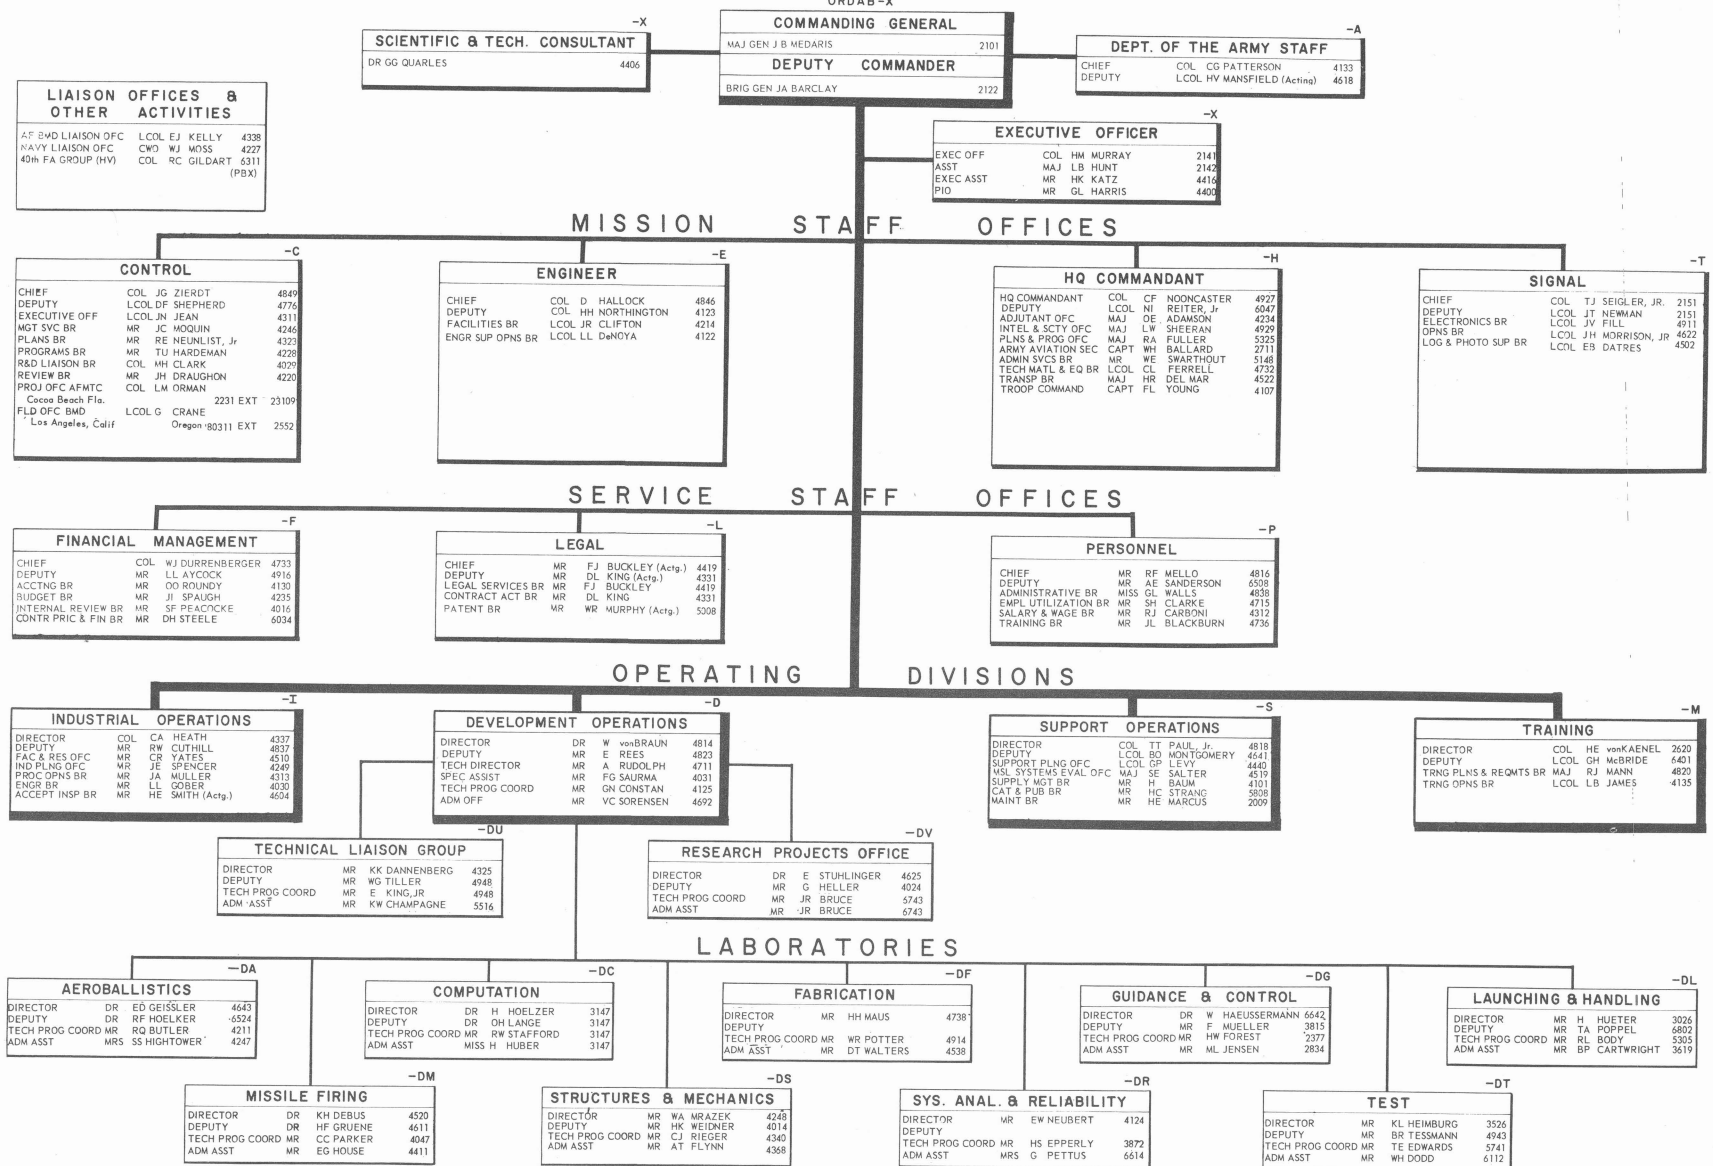 ORDAB-X
COMMANDING GENERAL
MAJ GEN J B MEDARIS 2101
DEPUTY COMMANDER
BRIG GEN JA BARCLAY 2122
-X
SCIENTIFIC & TECH. CONSULTANT
DR GG QUARLES 4406
-A
DEPT. OF THE ARMY STAFF
CHIEF COL CG PATTERSON 4133
DEPUTY LCOL HV MANSFIELD (Acting) 4618
LIAISON OFFICES &
OTHER ACTIVITIES
AF BMD LIAISON OFC LCOL EJ KELLY 4338
NAVY LIAISON OFC CWO WJ MOSS 4227
40th FA GROUP (HV) COL RC GILDART 6311
(PBX)
-X
EXECUTIVE OFFICER
EXEC OFF COL HM MURRAY 2141
ASST MAJ LB HUNT 2142
EXEC ASST MR HK KATZ 4416
PIO MR GL HARRIS 4400
MISSION STAFF OFFICES
-C
CONTROL
CHIEF COL JG ZIERDT 4849
DEPUTY LCOL DF SHEPHERD 4776
EXECUTIVE OFF LCOL JN JEAN 4311
MGT SVC BR MR JC MOQUIN 4246
PLANS BR MR RE NEUNLIST, Jr 4323
PROGRAMS BR MR TU HARDEMAN 4228
R&D LIAISON BR COL MH CLARK 4029
REVIEW BR MR JH DRAUGHON 4220
PROJ OFC AFMTC COL LM ORMAN
Cocoa Beach Fla. 2231 EXT 23109
FLD OFC BMD LCOL G CRANE
Los Angeles, Calif Oregon 80311 EXT 2552
-E
ENGINEER
CHIEF COL D HALLOCK 4846
DEPUTY COL HH NORTHINGTON 4123
FACILITIES BR LCOL JR CLIFTON 4214
ENGR SUP OPNS BR LCOL LL DeNOYA 4122
-H
HQ COMMANDANT
HQ COMMANDANT COL CF NOONCASTER 4927
DEPUTY LCOL NI REITER, Jr 6047
ADJUTANT OFC MAJ OE ADAMSON 4234
INTEL & SCTY OFC MAJ LW SHEERAN 4929
PLNS & PROG OFC MAJ RA FULLER 5325
ARMY AVIATION SEC CAPT WH BALLARD 2711
ADMIN SVCS BR MR WE SWARTHOUT 5148
TECH MATL & EQ BR LCOL CL FERRELL 4732
TRANSP BR MAJ HR DEL MAR 4522
TROOP COMMAND CAPT FL YOUNG 4107
-T
SIGNAL
CHIEF COL TJ SEIGLER, JR. 2151
DEPUTY LCOL JT NEWMAN 2151
ELECTRONICS BR LCOL JV FILL 4911
OPNS BR LCOL JH MORRISON, JR 4622
LOG & PHOTO SUP BR LCOL EB DATRES 4502
SERVICE STAFF OFFICES
-F
FINANCIAL MANAGEMENT
CHIEF COL WJ DURRENBERGER 4733
DEPUTY MR LL AYCOCK 4916
ACCTNG BR MR OO ROUNDY 4130
BUDGET BR MR JI SPAUGH 4235
INTERNAL REVIEW BR MR SF PEACOCKE 4016
CONTR PRIC & FIN BR MR DH STEELE 6034
-L
LEGAL
CHIEF MR FJ BUCKLEY (Actg.) 4419
DEPUTY MR DL KING (Actg.) 4331
LEGAL SERVICES BR MR FJ BUCKLEY 4419
CONTRACT ACT BR MR DL KING 4331
PATENT BR MR WR MURPHY (Actg.) 5008
-P
PERSONNEL
CHIEF MR RF MELLO 4816
DEPUTY MR AE SANDERSON 6508
ADMINISTRATIVE BR MISS GL WALLS 4838
EMPL UTILIZATION BR MR SH CLARKE 4715
SALARY & WAGE BR MR RJ CARBONI 4312
TRAINING BR MR JL BLACKBURN 4736
OPERATING DIVISIONS
-I
INDUSTRIAL OPERATIONS
DIRECTOR COL CA HEATH 4337
DEPUTY MR RW CUTHILL 4837
FAC & RES OFC MR CR YATES 4510
IND PLNG OFC MR JE SPENCER 4249
PROC OPNS BR MR JA MULLER 4313
ENGR BR MR LL GOBER 4030
ACCEPT INSP BR MR HE SMITH (Actg.) 4604
-D
DEVELOPMENT OPERATIONS
DIRECTOR DR W vonBRAUN 4814
DEPUTY MR E REES 4823
TECH DIRECTOR MR A RUDOLPH 4711
SPEC ASSIST MR FG SAURMA 4031
TECH PROG COORD MR GN CONSTAN 4125
ADM OFF MR VC SORENSEN 4692
-S
SUPPORT OPERATIONS
DIRECTOR COL TT PAUL, Jr. 4818
DEPUTY LCOL BO MONTGOMERY 4641
SUPPORT PLNG OFC LCOL GP LEVY 4440
MSL SYSTEMS EVAL OFC MAJ SE SALTER 4519
SUPPLY MGT BR MR H BAUM 4101
CAT & PUB BR MR HC STRANG 5808
MAINT BR MR HE MARCUS 2009
-M
TRAINING
DIRECTOR COL HE vonKAENEL 2620
DEPUTY LCOL GH McBRIDE 6401
TRNG PLNS & REQMTS BR MAJ RJ MANN 4820
TRNG OPNS BR LCOL LB JAMES 4135
-DU
TECHNICAL LIAISON GROUP
DIRECTOR MR KK DANNENBERG 4325
DEPUTY MR WG TILLER 4948
TECH PROG COORD MR E KING,JR 4948
ADM ASST MR KW CHAMPAGNE 5516
-DV
RESEARCH PROJECTS OFFICE
DIRECTOR DR E STUHLINGER 4625
DEPUTY MR G HELLER 4024
TECH PROG COORD MR JR BRUCE 5743
ADM ASST MR JR BRUCE 6743
LABORATORIES
-DA
AEROBALLISTICS
DIRECTOR DR ED GEISSLER 4643
DEPUTY DR RF HOELKER 6524
TECH PROG COORD MR RQ BUTLER 4211
ADM ASST MRS SS HIGHTOWER 4247
-DC
COMPUTATION
DIRECTOR DR H HOELZER 3147
DEPUTY DR OH LANGE 3147
TECH PROG COORD MR RW STAFFORD 3147
ADM ASST MISS H HUBER 3147
-DF
FABRICATION
DIRECTOR MR HH MAUS 4738
DEPUTY
TECH PROG COORD MR WR POTTER 4914
ADM ASST MR DT WALTERS 4538
-DG
GUIDANCE & CONTROL
DIRECTOR DR W HAEUSSERMANN 6642
DEPUTY MR F MUELLER 3815
TECH PROG COORD MR HW FOREST 2377
ADM ASST MR ML JENSEN 2834
-DL
LAUNCHING & HANDLING
DIRECTOR MR H HUETER 3026
DEPUTY MR TA POPPEL 6802
TECH PROG COORD MR RL BODY 5305
ADM ASST MR BP CARTWRIGHT 3619
-DM
MISSILE FIRING
DIRECTOR DR KH DEBUS 4520
DEPUTY DR HF GRUENE 4611
TECH PROG COORD MR CC PARKER 4047
ADM ASST MR EG HOUSE 4411
-DS
STRUCTURES & MECHANICS
DIRECTOR MR WA MRAZEK 4248
DEPUTY MR HK WEIDNER 4014
TECH PROG COORD MR CJ RIEGER 4340
ADM ASST MR AT FLYNN 4368
-DR
SYS. ANAL. & RELIABILITY
DIRECTOR MR EW NEUBERT 4124
DEPUTY
TECH PROG COORD MR HS EPPERLY 3872
ADM ASST MRS G PETTUS 6614
-DT
TEST
DIRECTOR MR KL HEIMBURG 3526
DEPUTY MR BR TESSMANN 4943
TECH PROG COORD MR TE EDWARDS 5741
ADM ASST MR WH DODD 6112